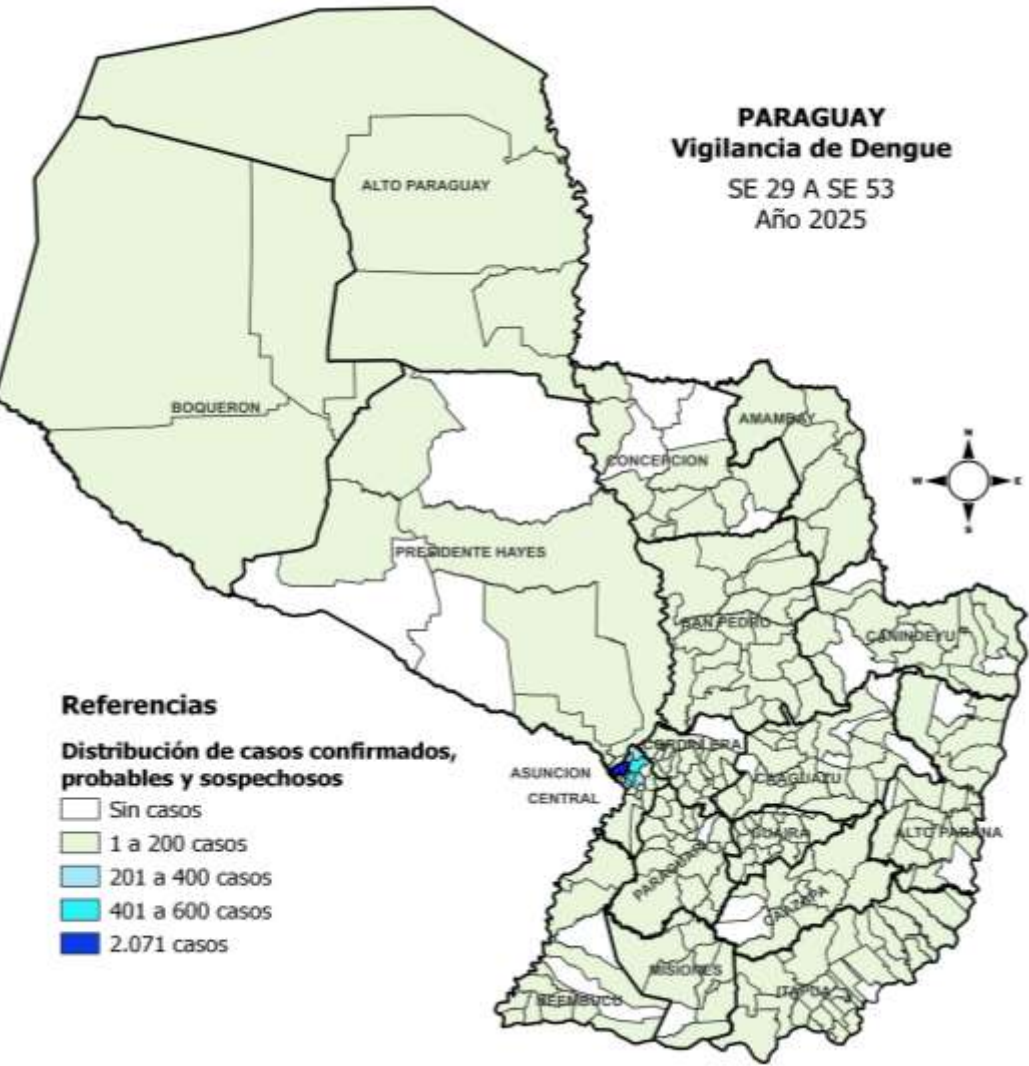 PARAGUAY
Vigilancia de Dengue
SE 29 A SE 53
Año 2025
ALTO PARAGUAY
BOQUERON
AMAMBAY
CONCEPCION
N
W
E
S
PRESIDENTE HAYES
SAN PEDRO
CANINDEYU
Referencias
Distribución de casos confirmados,
probables y sospechosos
Sin casos
1 a 200 casos
201 a 400 casos
401 a 600 casos
2.071 casos
CORDILLERA
ASUNCION
CENTRAL
CAAGUAZU
GUAIRA
ALTO PARANA
PARAGUARI
CAAZAPA
MISIONES
ÑEEMBUCU
ITAPUA